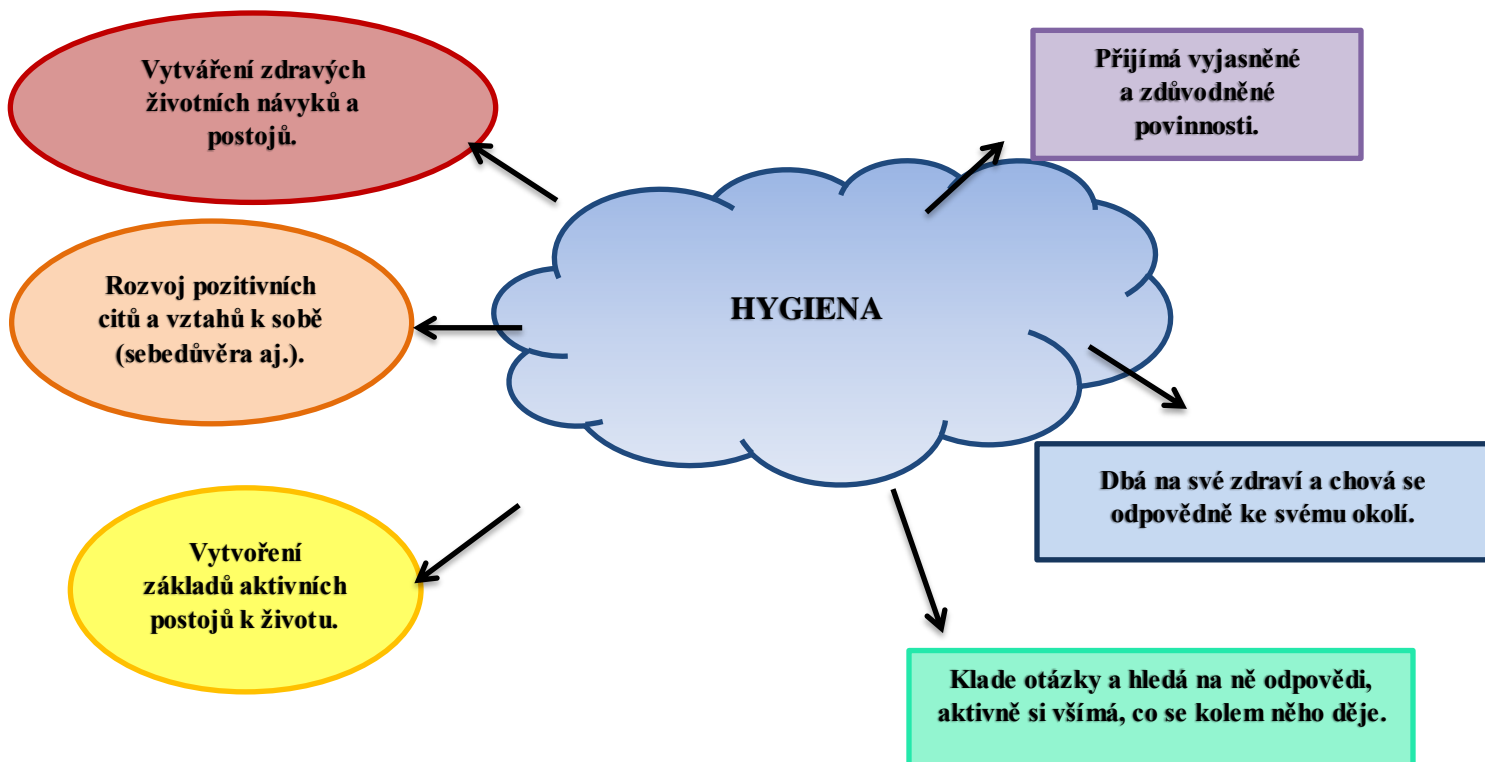 Vytváření zdravých
životních návyků a
postojů.
Přijímá vyjasněné
a zdůvodněné
povinnosti.
Rozvoj pozitivních
citů a vztahů k sobě
(sebedůvěra aj.).
HYGIENA
Dbá na své zdraví a chová se
odpovědně ke svému okolí.
Vytvoření
základů aktivních
postojů k životu.
Klade otázky a hledá na ně odpovědi,
aktivně si všímá, co se kolem něho děje.